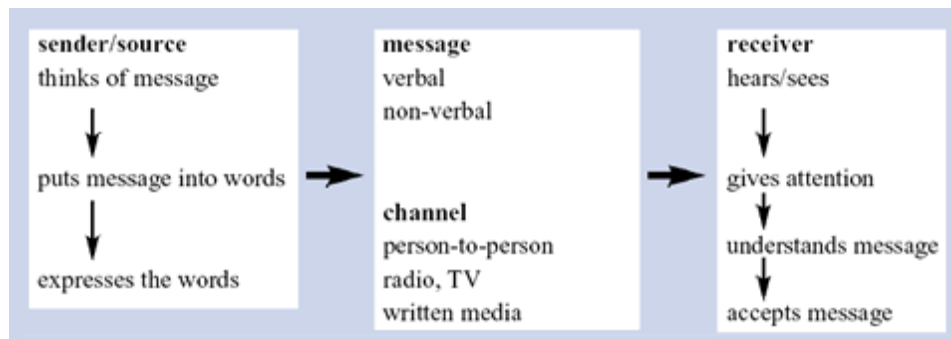 sender/source
thinks of message
puts message into words
expresses the words
message
verbal
non-verbal
channel
person-to-person
radio, TV
written media
receiver
hears/sees
gives attention
understands message
accepts message